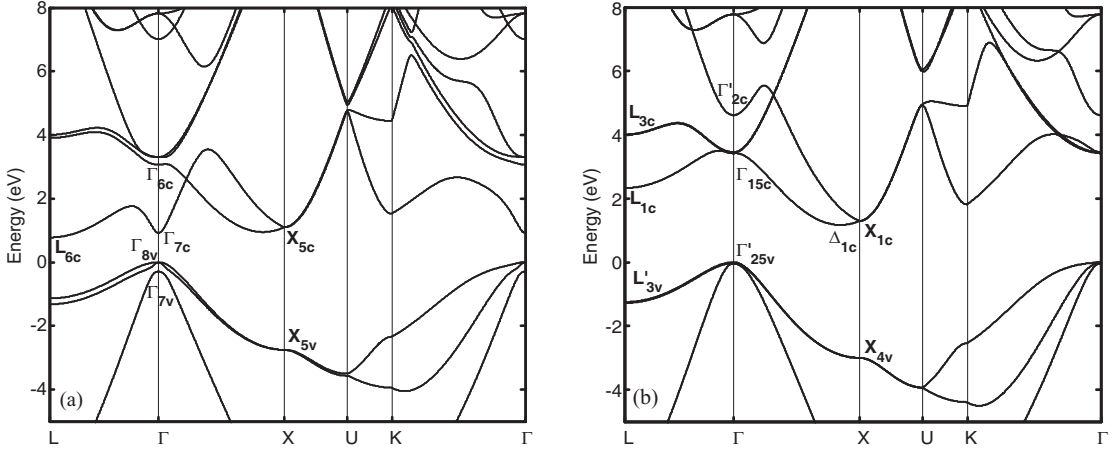 8
6
4
2
0
-2
-4
Energy (eV)
L6c
Γ6c
Γ8v
Γ7c
Γ7v
X5c
X5v
(a)
L Γ X U K Γ
8
6
4
2
0
-2
-4
Energy (eV)
L3c
L1c
L'3v
Γ'2c
Γ15c
Γ'25v
Δ1c
X1c
X4v
(b)
L Γ X U K Γ